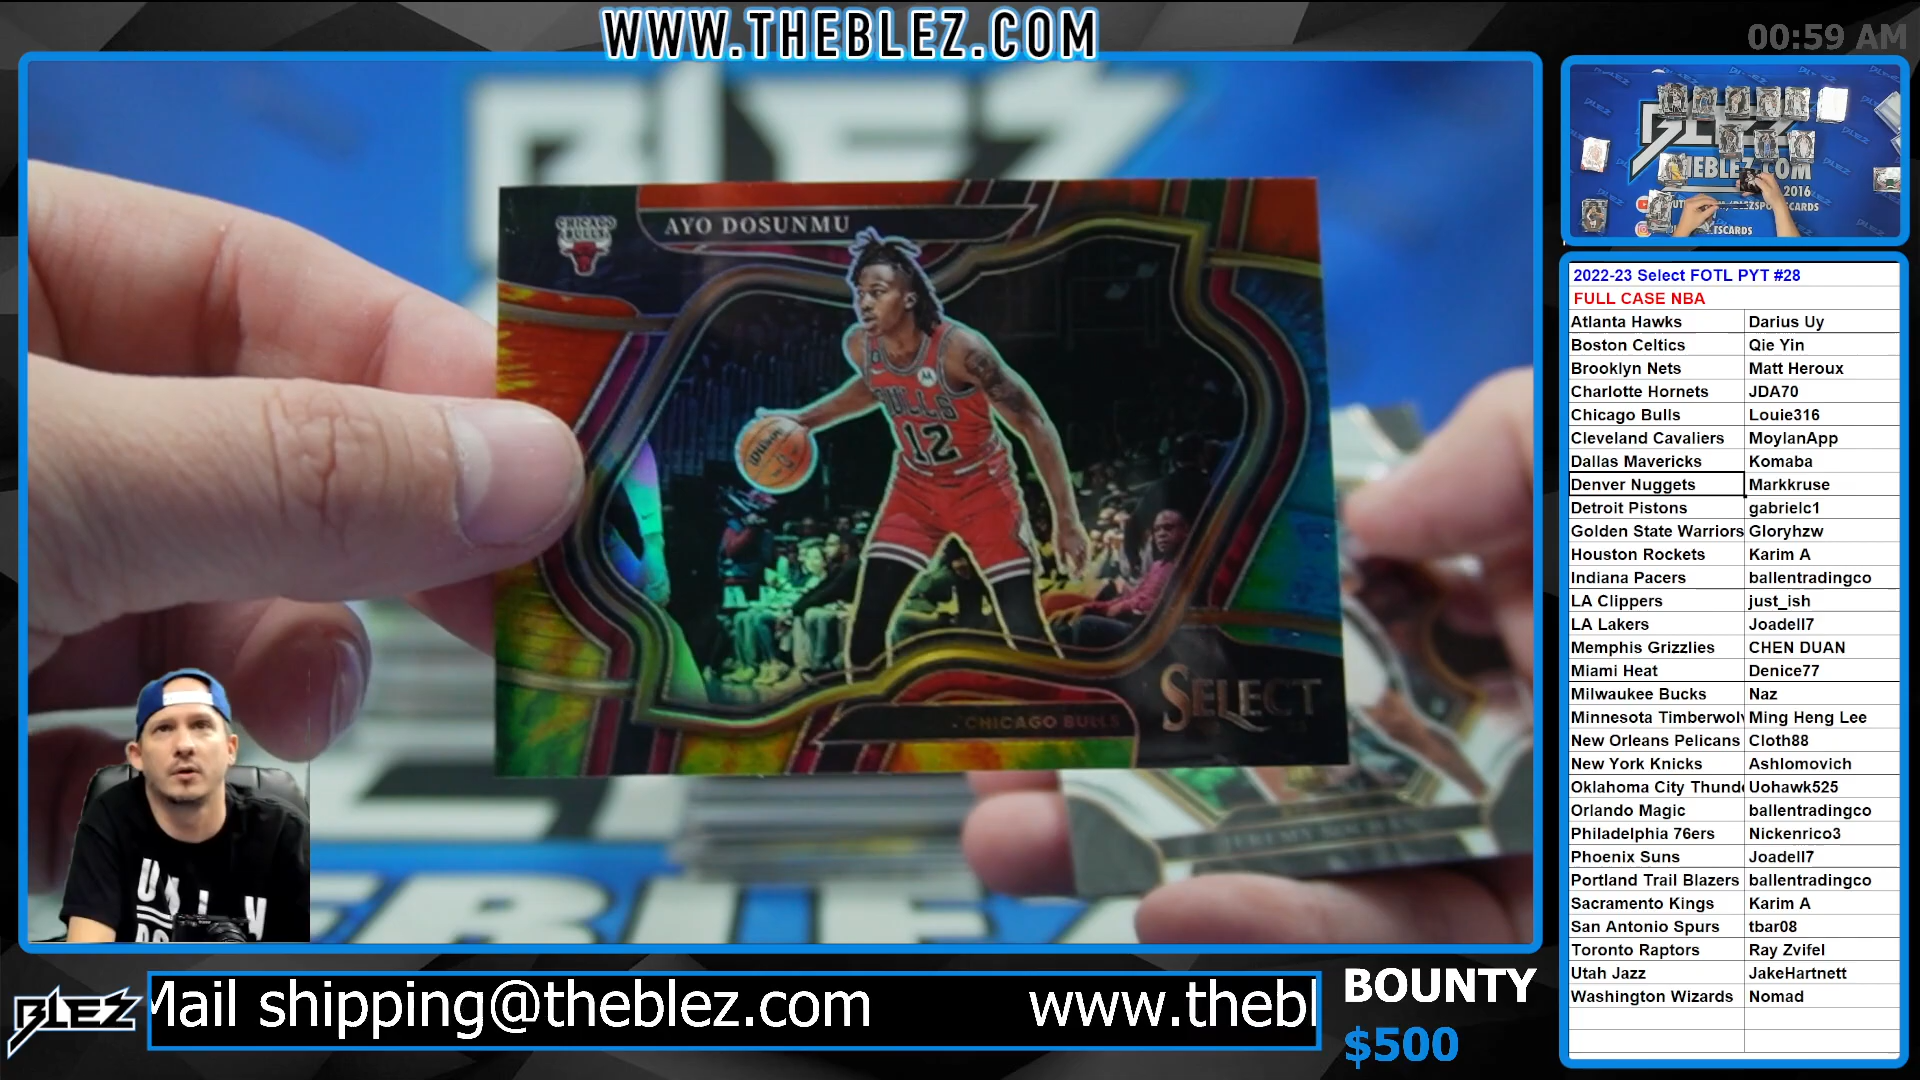 WWW.THEBLEZ.COM
00:59 AM
BLEZ
CHICAGO
BULLS
AYO DOSUNMU
BULLS
12
Wilson
CHICAGO BULLS
SELECT
BLEZ
2016
2022-23 Select FOTL PYT #28
FULL CASE NBA
Atlanta Hawks Darius Uy
Boston Celtics Qie Yin
Brooklyn Nets Matt Heroux
Charlotte Hornets JDA70
Chicago Bulls Louie316
Cleveland Cavaliers MoylanApp
Dallas Mavericks Komaba
Denver Nuggets Markkruse
Detroit Pistons gabrielc1
Golden State Warriors Gloryhzw
Houston Rockets Karim A
Indiana Pacers ballentradingco
LA Clippers just_ish
LA Lakers Joadell7
Memphis Grizzlies CHEN DUAN
Miami Heat Denice77
Milwaukee Bucks Naz
Minnesota Timberwol Ming Heng Lee
New Orleans Pelicans Cloth88
New York Knicks Ashlomovich
Oklahoma City Thund Uohawk525
Orlando Magic ballentradingco
Philadelphia 76ers Nickenrico3
Phoenix Suns Joadell7
Portland Trail Blazers ballentradingco
Sacramento Kings Karim A
San Antonio Spurs tbar08
Toronto Raptors Ray Zvifel
Utah Jazz JakeHartnett
Washington Wizards Nomad
BLEZ
Mail shipping@theblez.com www.thebl
BOUNTY
$500